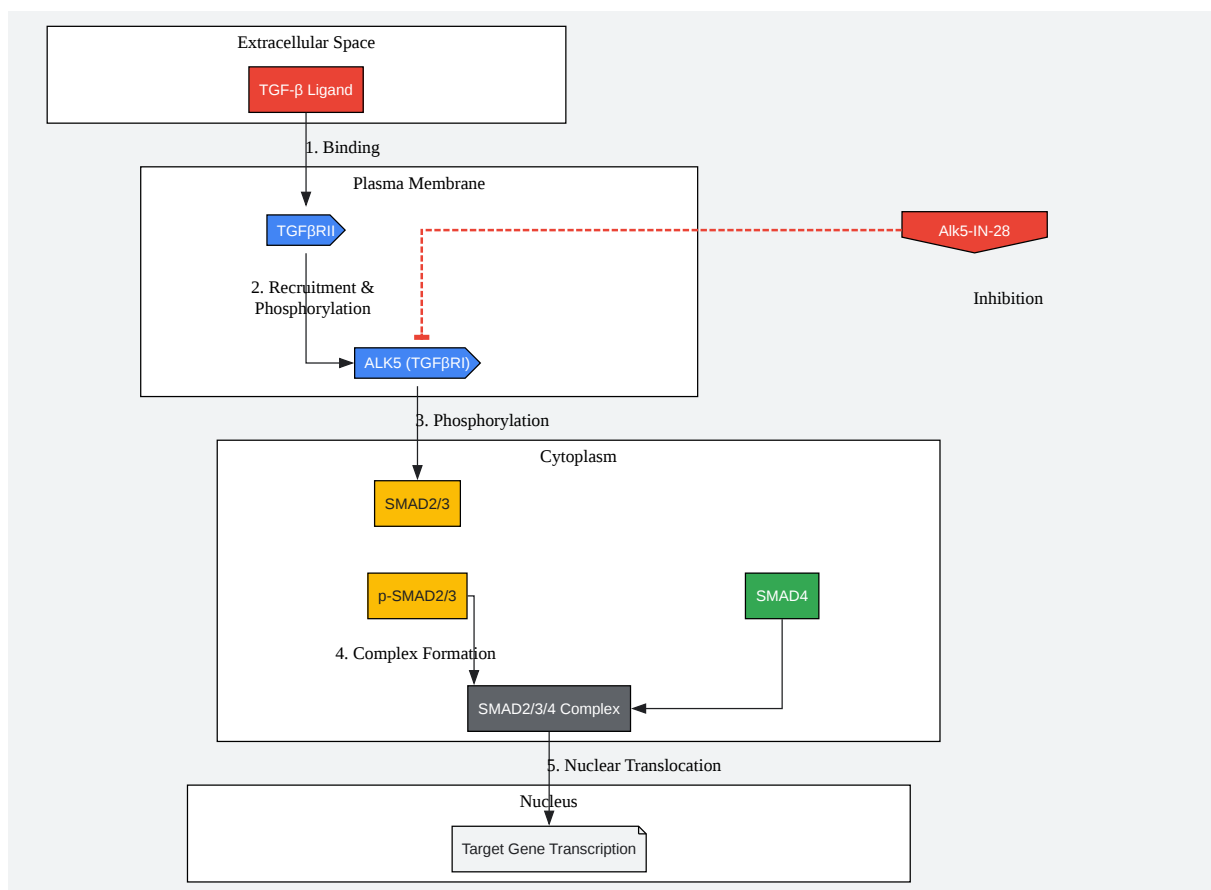 Extracellular Space
TGF-β Ligand
1. Binding
Plasma Membrane
TGFβRII
Alk5-IN-28
2. Recruitment &
Phosphorylation
Inhibition
ALK5 (TGFβRI)
3. Phosphorylation
Cytoplasm
SMAD2/3
p-SMAD2/3
SMAD4
4. Complex Formation
SMAD2/3/4 Complex
5. Nuclear Translocation
Nucleus
Target Gene Transcription